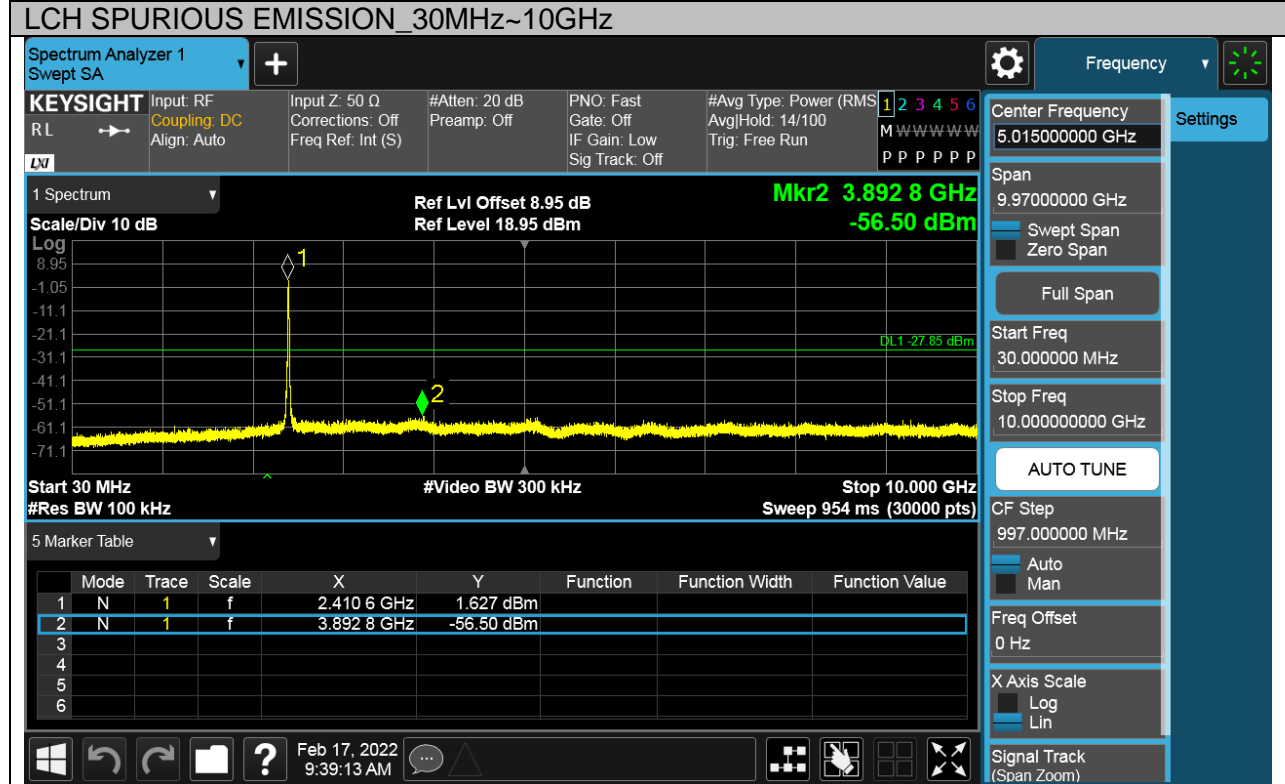 LCH SPURIOUS EMISSION_30MHz~10GHz
Spectrum Analyzer 1
Swept SA
Frequency
KEYSIGHT
RL
LXI
Input: RF
Coupling: DC
Align: Auto
Input Z: 50 Ω
Corrections: Off
Freq Ref: Int (S)
#Atten: 20 dB
Preamp: Off
PNO: Fast
Gate: Off
IF Gain: Low
Sig Track: Off
#Avg Type: Power (RMS
Avg|Hold: 14/100
Trig: Free Run
1 2 3 4 5 6
M W W W W W
P P P P P P
1 Spectrum
Scale/Div 10 dB
Ref Lvl Offset 8.95 dB
Ref Level 18.95 dBm
Mkr2 3.892 8 GHz
-56.50 dBm
Log
8.95
-1.05
-11.1
-21.1
-31.1
-41.1
-51.1
-61.1
-71.1
1
DL1 -27.85 dBm
2
Start 30 MHz
#Res BW 100 kHz
#Video BW 300 kHz
Stop 10.000 GHz
Sweep 954 ms (30000 pts)
5 Marker Table
Mode Trace Scale X Y Function Function Width Function Value
1 N 1 f 2.410 6 GHz 1.627 dBm
2 N 1 f 3.892 8 GHz -56.50 dBm
3
4
5
6
Feb 17, 2022
9:39:13 AM
Center Frequency
5.015000000 GHz
Settings
Span
9.97000000 GHz
Swept Span
Zero Span
Full Span
Start Freq
30.000000 MHz
Stop Freq
10.000000000 GHz
AUTO TUNE
CF Step
997.000000 MHz
Auto
Man
Freq Offset
0 Hz
X Axis Scale
Log
Lin
Signal Track
(Span Zoom)